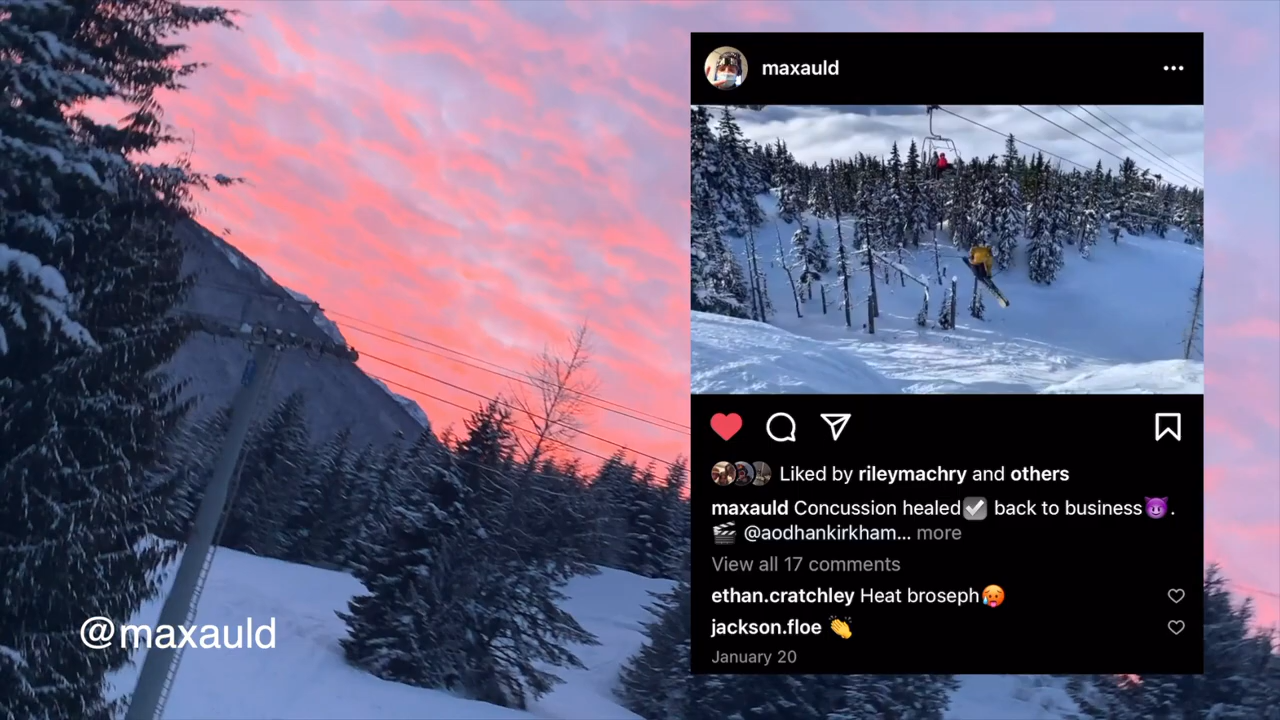 maxauld
Liked by rileymachry and others
maxauld Concussion healed☑️ back to business😈.
🎬 @aodhankirkham... more
View all 17 comments
ethan.cratchley Heat broseph🥵
jackson.floe 👏
January 20
@maxauld